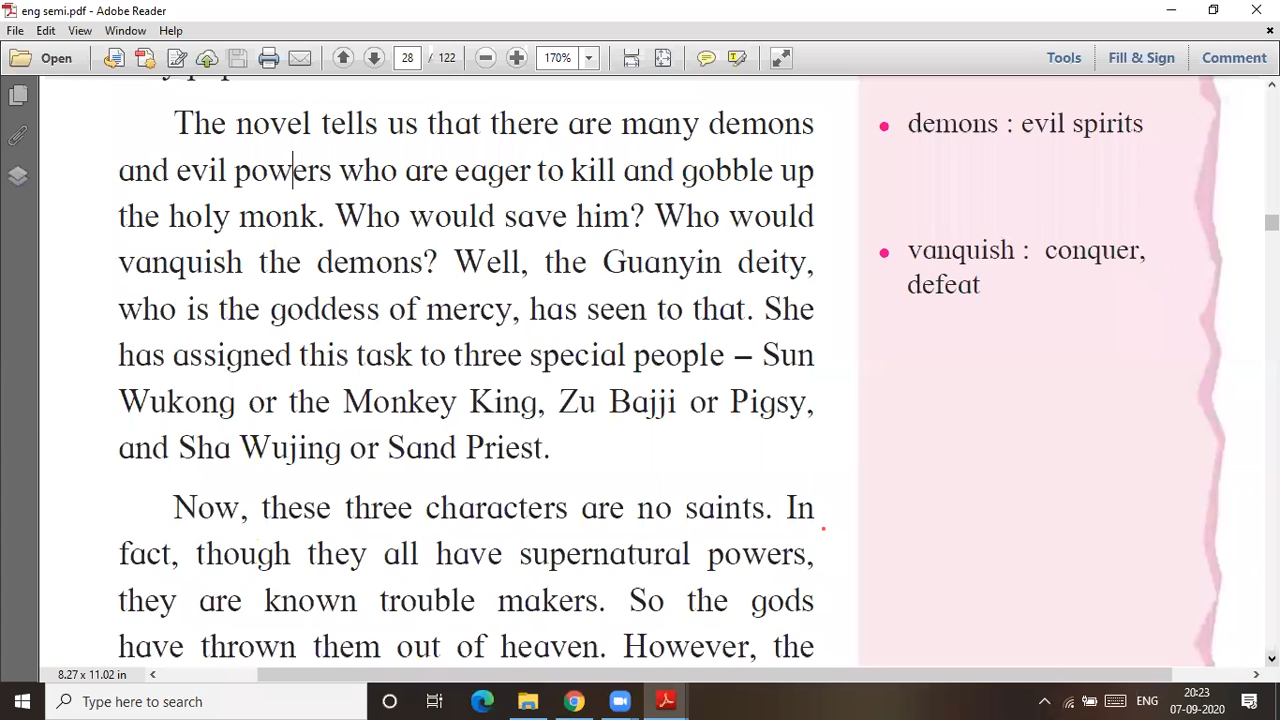 eng semi.pdf - Adobe Reader
File Edit View Window Help
Open 28 / 122 170% Tools Fill & Sign Comment
The novel tells us that there are many demons
and evil powers who are eager to kill and gobble up
the holy monk. Who would save him? Who would
vanquish the demons? Well, the Guanyin deity,
who is the goddess of mercy, has seen to that. She
has assigned this task to three special people – Sun
Wukong or the Monkey King, Zu Bajji or Pigsy,
and Sha Wujing or Sand Priest.
Now, these three characters are no saints. In
fact, though they all have supernatural powers,
they are known trouble makers. So the gods
have thrown them out of heaven. However, the
• demons : evil spirits
• vanquish : conquer,
defeat
8.27 x 11.02 in
Type here to search
ENG
20:23
07-09-2020